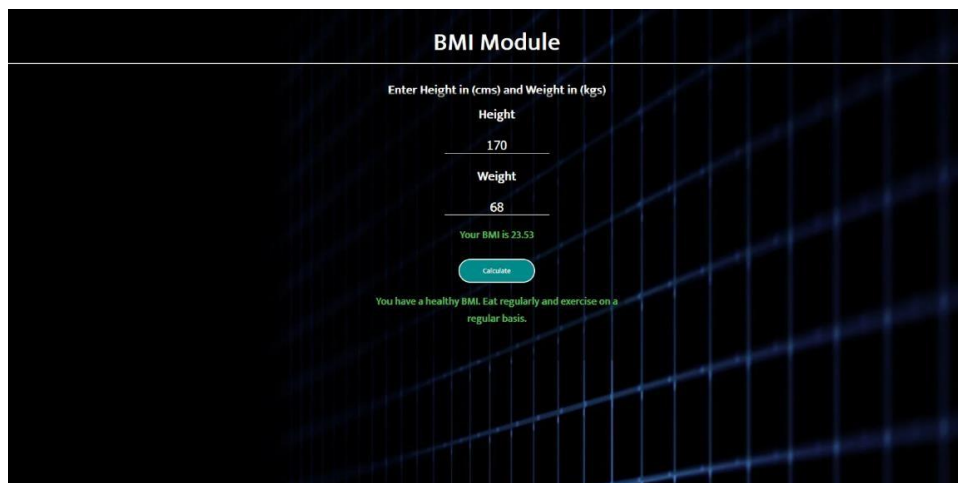 BMI Module
Enter Height in (cms) and Weight in (kgs)
Height
170
Weight
68
Your BMI is 23.53
Calculate
You have a healthy BMI. Eat regularly and exercise on a
regular basis.